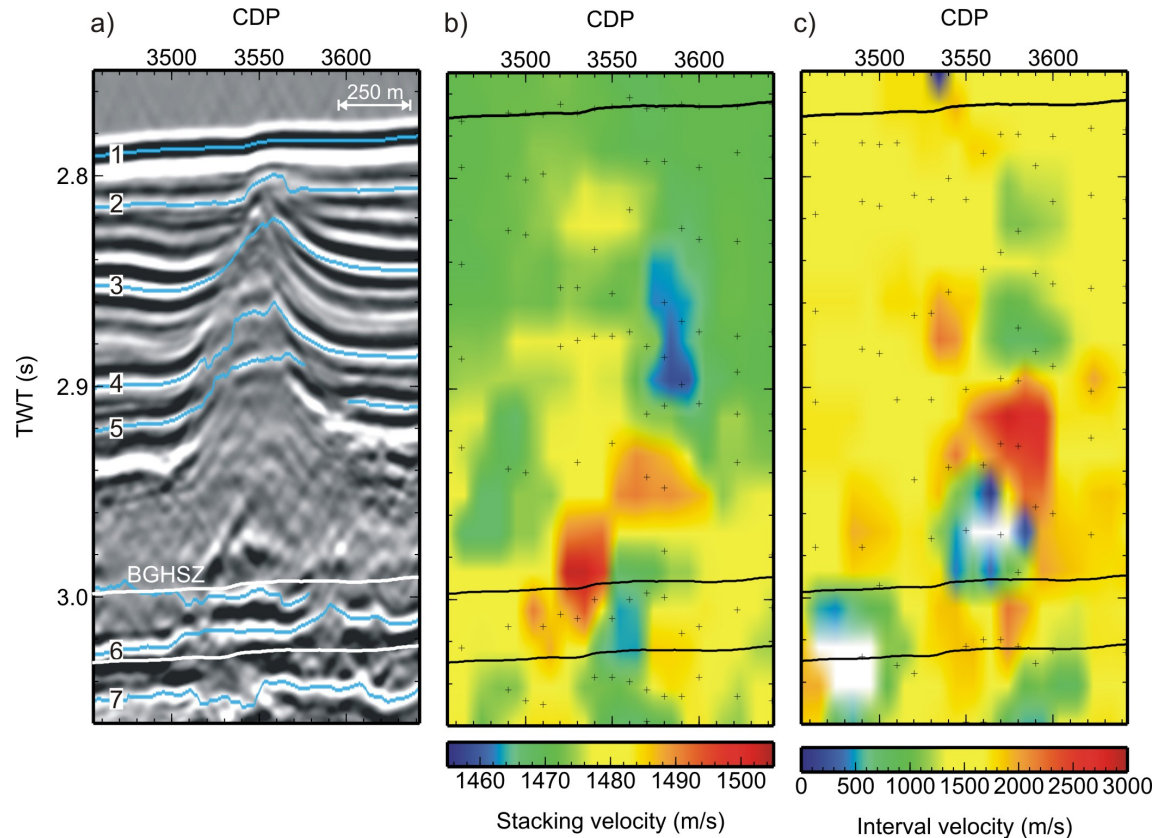 a) CDP
3500 3560 3600
250 m
TWT (s)
2.8
2.9
3.0
1
2
3
4
5
BGHSZ
6
7
b) CDP
3500 3550 3600
1460 1470 1480 1490 1500
Stacking velocity (m/s)
c) CDP
3500 3550 3600
0 500 1000 1500 2000 2500 3000
Interval velocity (m/s)